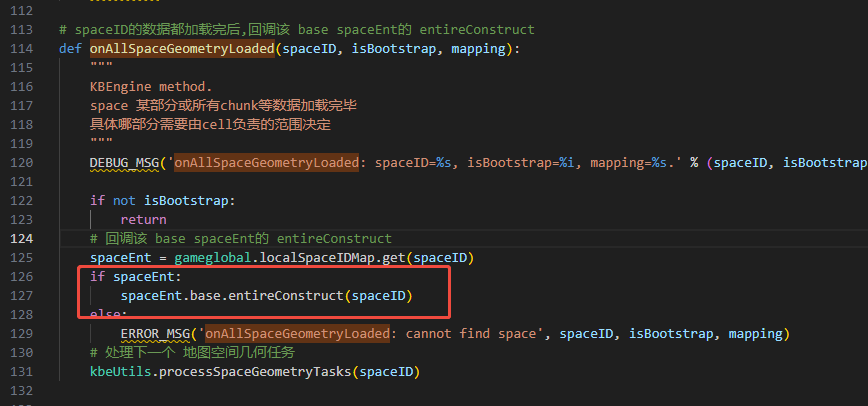 112
113 # spaceID的数据都加载完后,回调该 base spaceEnt的 entireConstruct
114 def onAllSpaceGeometryLoaded(spaceID, isBootstrap, mapping):
115 """
116 KBEngine method.
117 space 某部分或所有chunk等数据加载完毕
118 具体哪部分需要由cell负责的范围决定
119 """
120 DEBUG_MSG('onAllSpaceGeometryLoaded: spaceID=%s, isBootstrap=%i, mapping=%s.' % (spaceID, isBootstrap
121
122 if not isBootstrap:
123 return
124 # 回调该 base spaceEnt的 entireConstruct
125 spaceEnt = gameglobal.localSpaceIDMap.get(spaceID)
126 if spaceEnt:
127 spaceEnt.base.entireConstruct(spaceID)
128 else:
129 ERROR_MSG('onAllSpaceGeometryLoaded: cannot find space', spaceID, isBootstrap, mapping)
130 # 处理下一个 地图空间几何任务
131 kbeUtils.processSpaceGeometryTasks(spaceID)
132